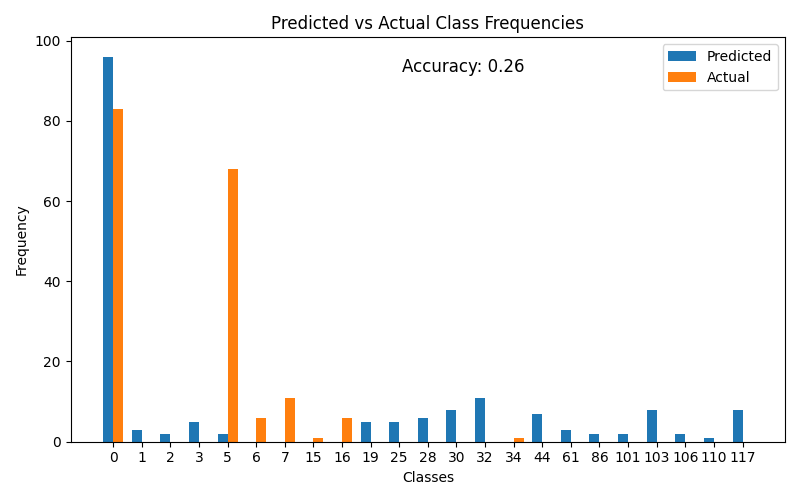 Predicted vs Actual Class Frequencies
Accuracy: 0.26
Predicted
Actual
Frequency
100
80
60
40
20
0
0 1 2 3 5 6 7 15 16 19 25 28 30 32 34 44 61 86 101 103 106 110 117
Classes